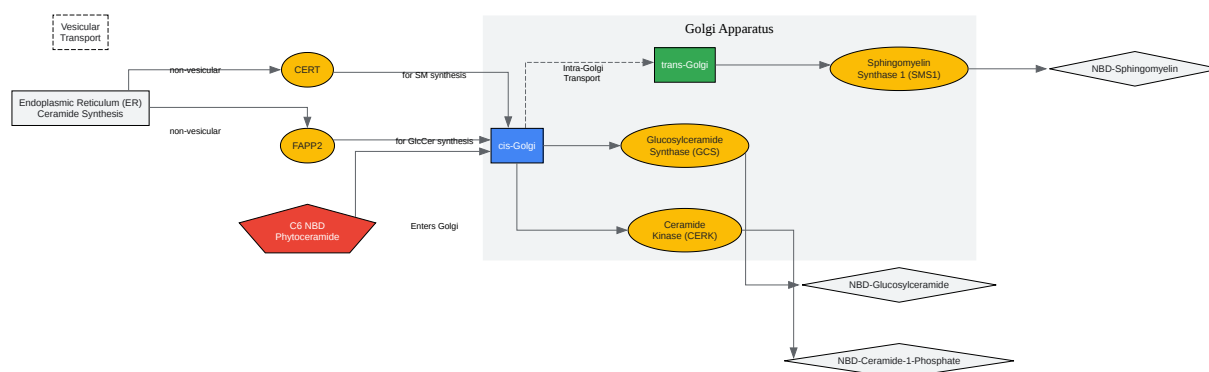 Vesicular
Transport
Golgi Apparatus
CERT
non-vesicular
for SM synthesis
Intra-Golgi
Transport
trans-Golgi
Sphingomyelin
Synthase 1 (SMS1)
NBD-Sphingomyelin
Endoplasmic Reticulum (ER)
Ceramide Synthesis
non-vesicular
FAPP2
for GlcCer synthesis
cis-Golgi
Glucosylceramide
Synthase (GCS)
C6 NBD
Phytoceramide
Enters Golgi
Ceramide
Kinase (CERK)
NBD-Glucosylceramide
NBD-Ceramide-1-Phosphate